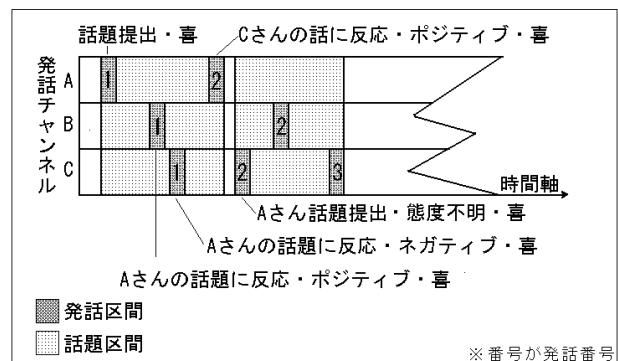 話題提出・喜
Cさんの話に反応・ポジティブ・喜
発話チャンネル
A
1
2
B
1
2
C
1
2
3
時間軸
Aさん話題提出・態度不明・喜
Aさんの話題に反応・ネガティブ・喜
Aさんの話題に反応・ポジティブ・喜
発話区間
話題区間
※番号が発話番号